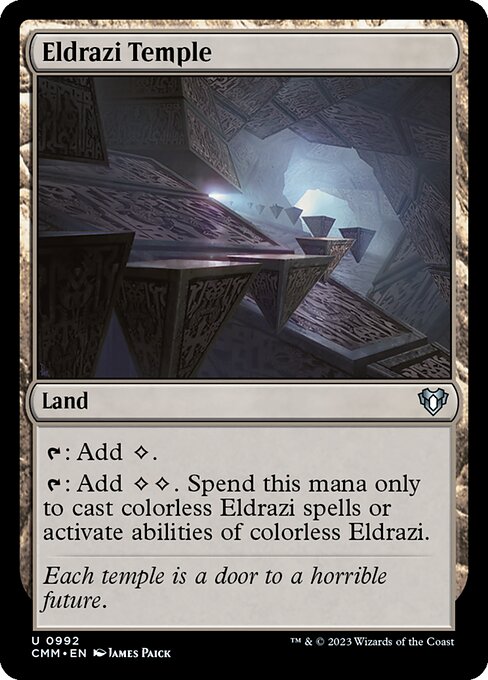 Eldrazi Temple
Land
: Add .
: Add . Spend this mana only
to cast colorless Eldrazi spells or
activate abilities of colorless Eldrazi.
Each temple is a door to a horrible
future.
U 0992
CMM • EN JAMES PAICK
™ & © 2023 Wizards of the Coast